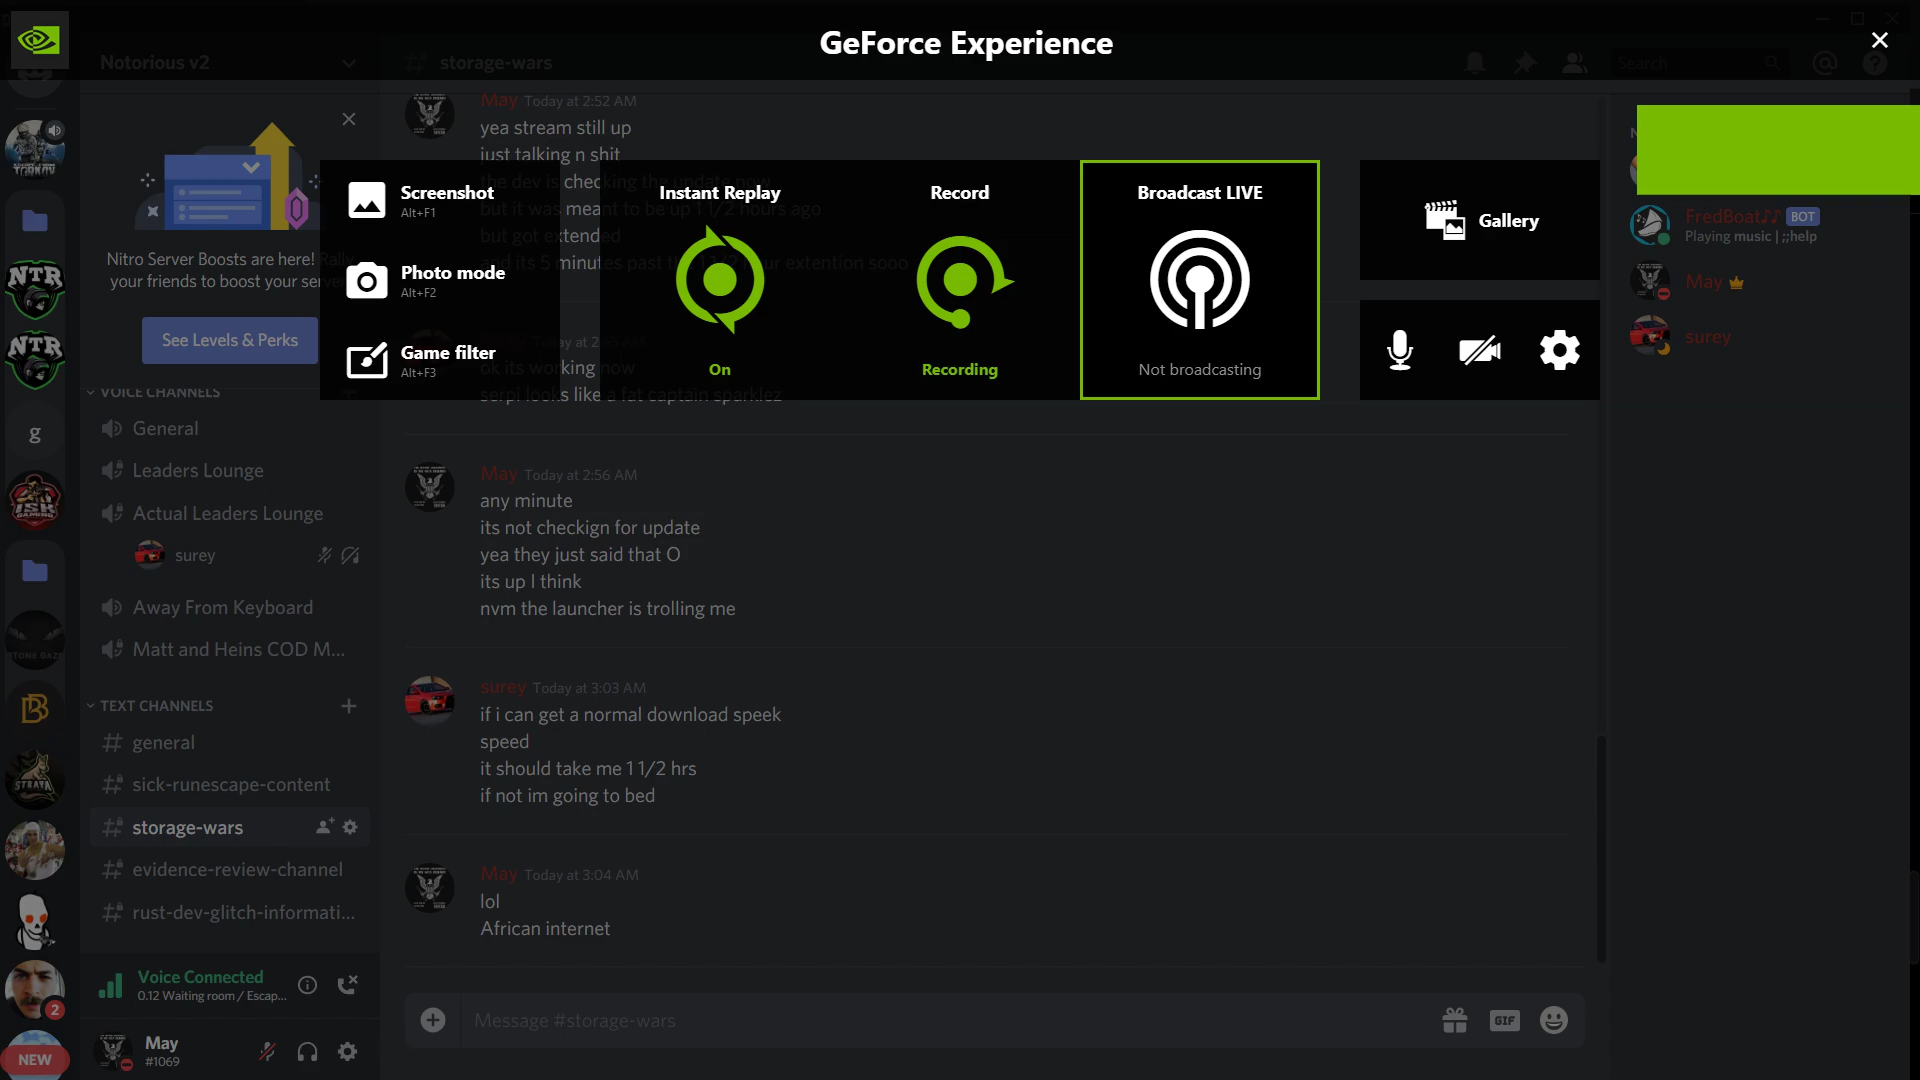 GeForce Experience
Notorious v2
storage-wars
Search
Nitro Server Boosts are here! Rally
your friends to boost your server
See Levels & Perks
VOICE CHANNELS
General
Leaders Lounge
Actual Leaders Lounge
surey
Away From Keyboard
Matt and Heins COD M...
TEXT CHANNELS
general
sick-runescape-content
storage-wars
evidence-review-channel
rust-dev-glitch-informati...
Voice Connected
0.12 Waiting room / Escap...
May
#1069
NEW
2
g
NTR
NTR
ISK
GAMING
STRAYA
May Today at 2:52 AM
yea stream still up
just talking n shit
the dev is checking the update now
but it was meant to be up 1 1/2 hours ago
but got extended
and its 5 minutes past the 1 1/2 hour extention sooo
ok its working now
serpi looks like a fat captain sparklez
Screenshot
Alt+F1
Photo mode
Alt+F2
Game filter
Alt+F3
Instant Replay
On
Record
Recording
Broadcast LIVE
Not broadcasting
Gallery
May Today at 2:56 AM
any minute
its not checkign for update
yea they just said that O
its up I think
nvm the launcher is trolling me
surey Today at 3:03 AM
if i can get a normal download speek
speed
it should take me 1 1/2 hrs
if not im going to bed
May Today at 3:04 AM
lol
African internet
Message #storage-wars
GIF
FredBoat♪♪ BOT
Playing music | ;;help
May
surey